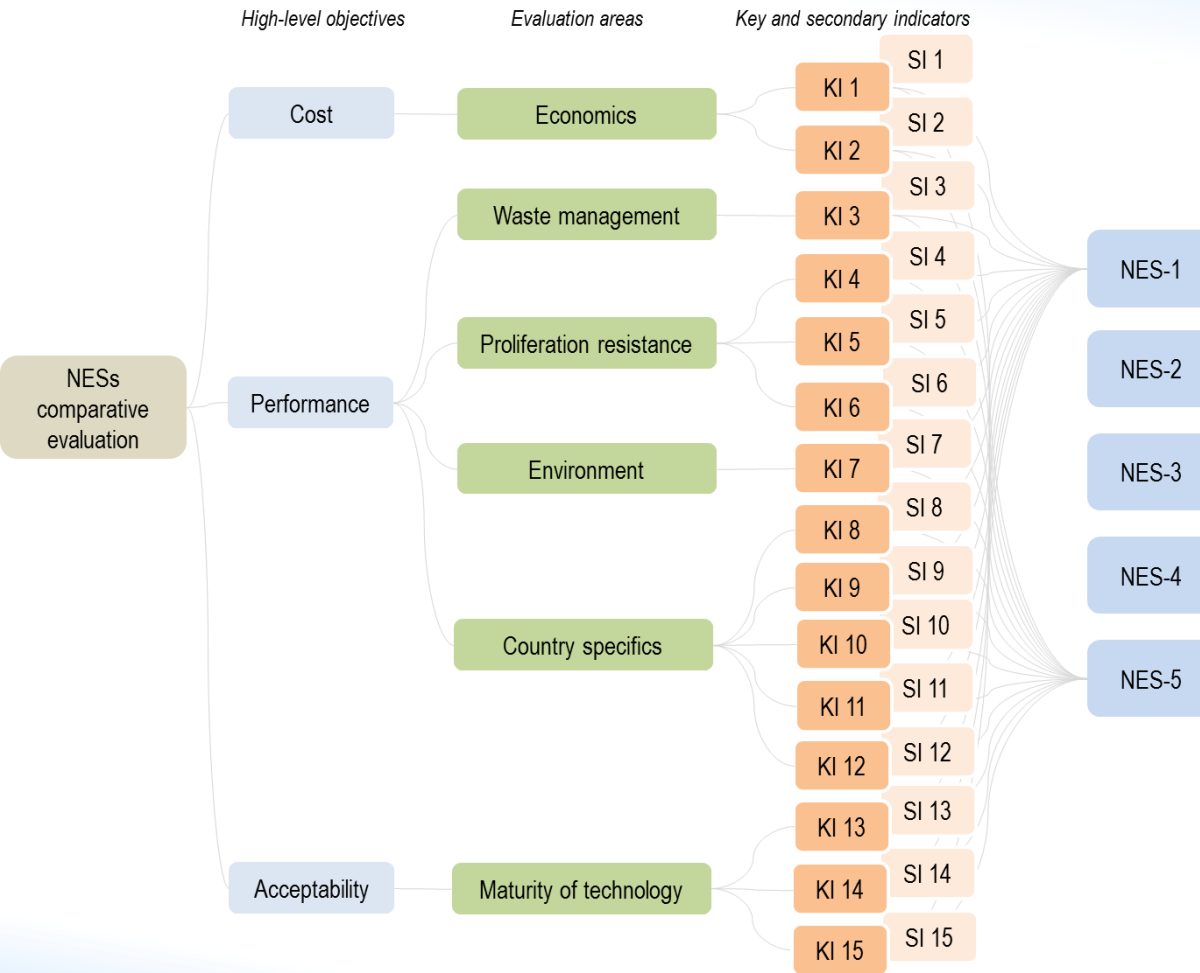 High-level objectives
Evaluation areas
Key and secondary indicators
NESs
comparative
evaluation
Cost
Performance
Acceptability
Economics
Waste management
Proliferation resistance
Environment
Country specifics
Maturity of technology
KI 1
SI 1
KI 2
SI 2
KI 3
SI 3
KI 4
SI 4
KI 5
SI 5
KI 6
SI 6
KI 7
SI 7
KI 8
SI 8
KI 9
SI 9
KI 10
SI 10
KI 11
SI 11
KI 12
SI 12
KI 13
SI 13
KI 14
SI 14
KI 15
SI 15
NES-1
NES-2
NES-3
NES-4
NES-5